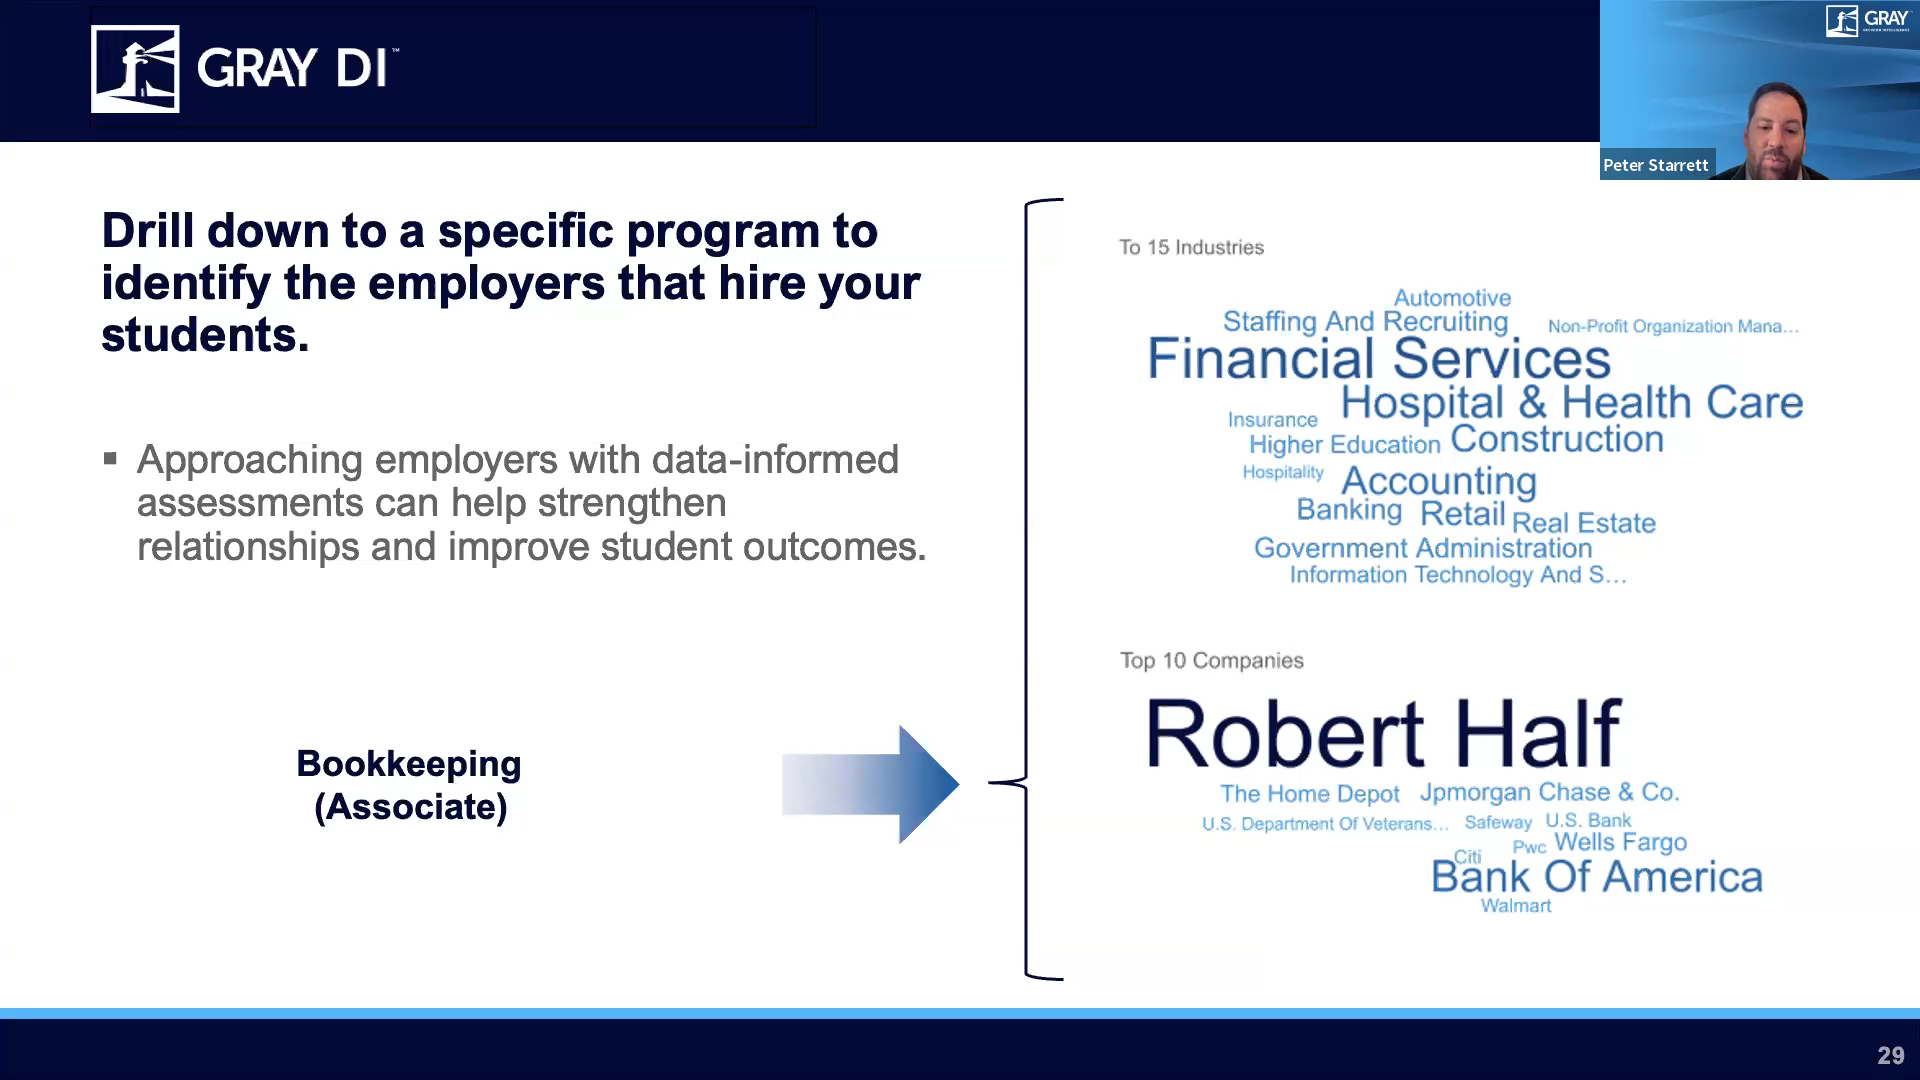 GRAY DI™
GRAY
Peter Starrett
Drill down to a specific program to
identify the employers that hire your
students.
▪ Approaching employers with data-informed
assessments can help strengthen
relationships and improve student outcomes.
Bookkeeping
(Associate)
To 15 Industries
Automotive
Staffing And Recruiting
Non-Profit Organization Mana...
Financial Services
Hospital & Health Care
Insurance
Higher Education
Construction
Hospitality
Accounting
Banking
Retail
Real Estate
Government Administration
Information Technology And S...
Top 10 Companies
Robert Half
The Home Depot
Jpmorgan Chase & Co.
U.S. Department Of Veterans...
Safeway
U.S. Bank
Citi
Pwc
Wells Fargo
Bank Of America
Walmart
29